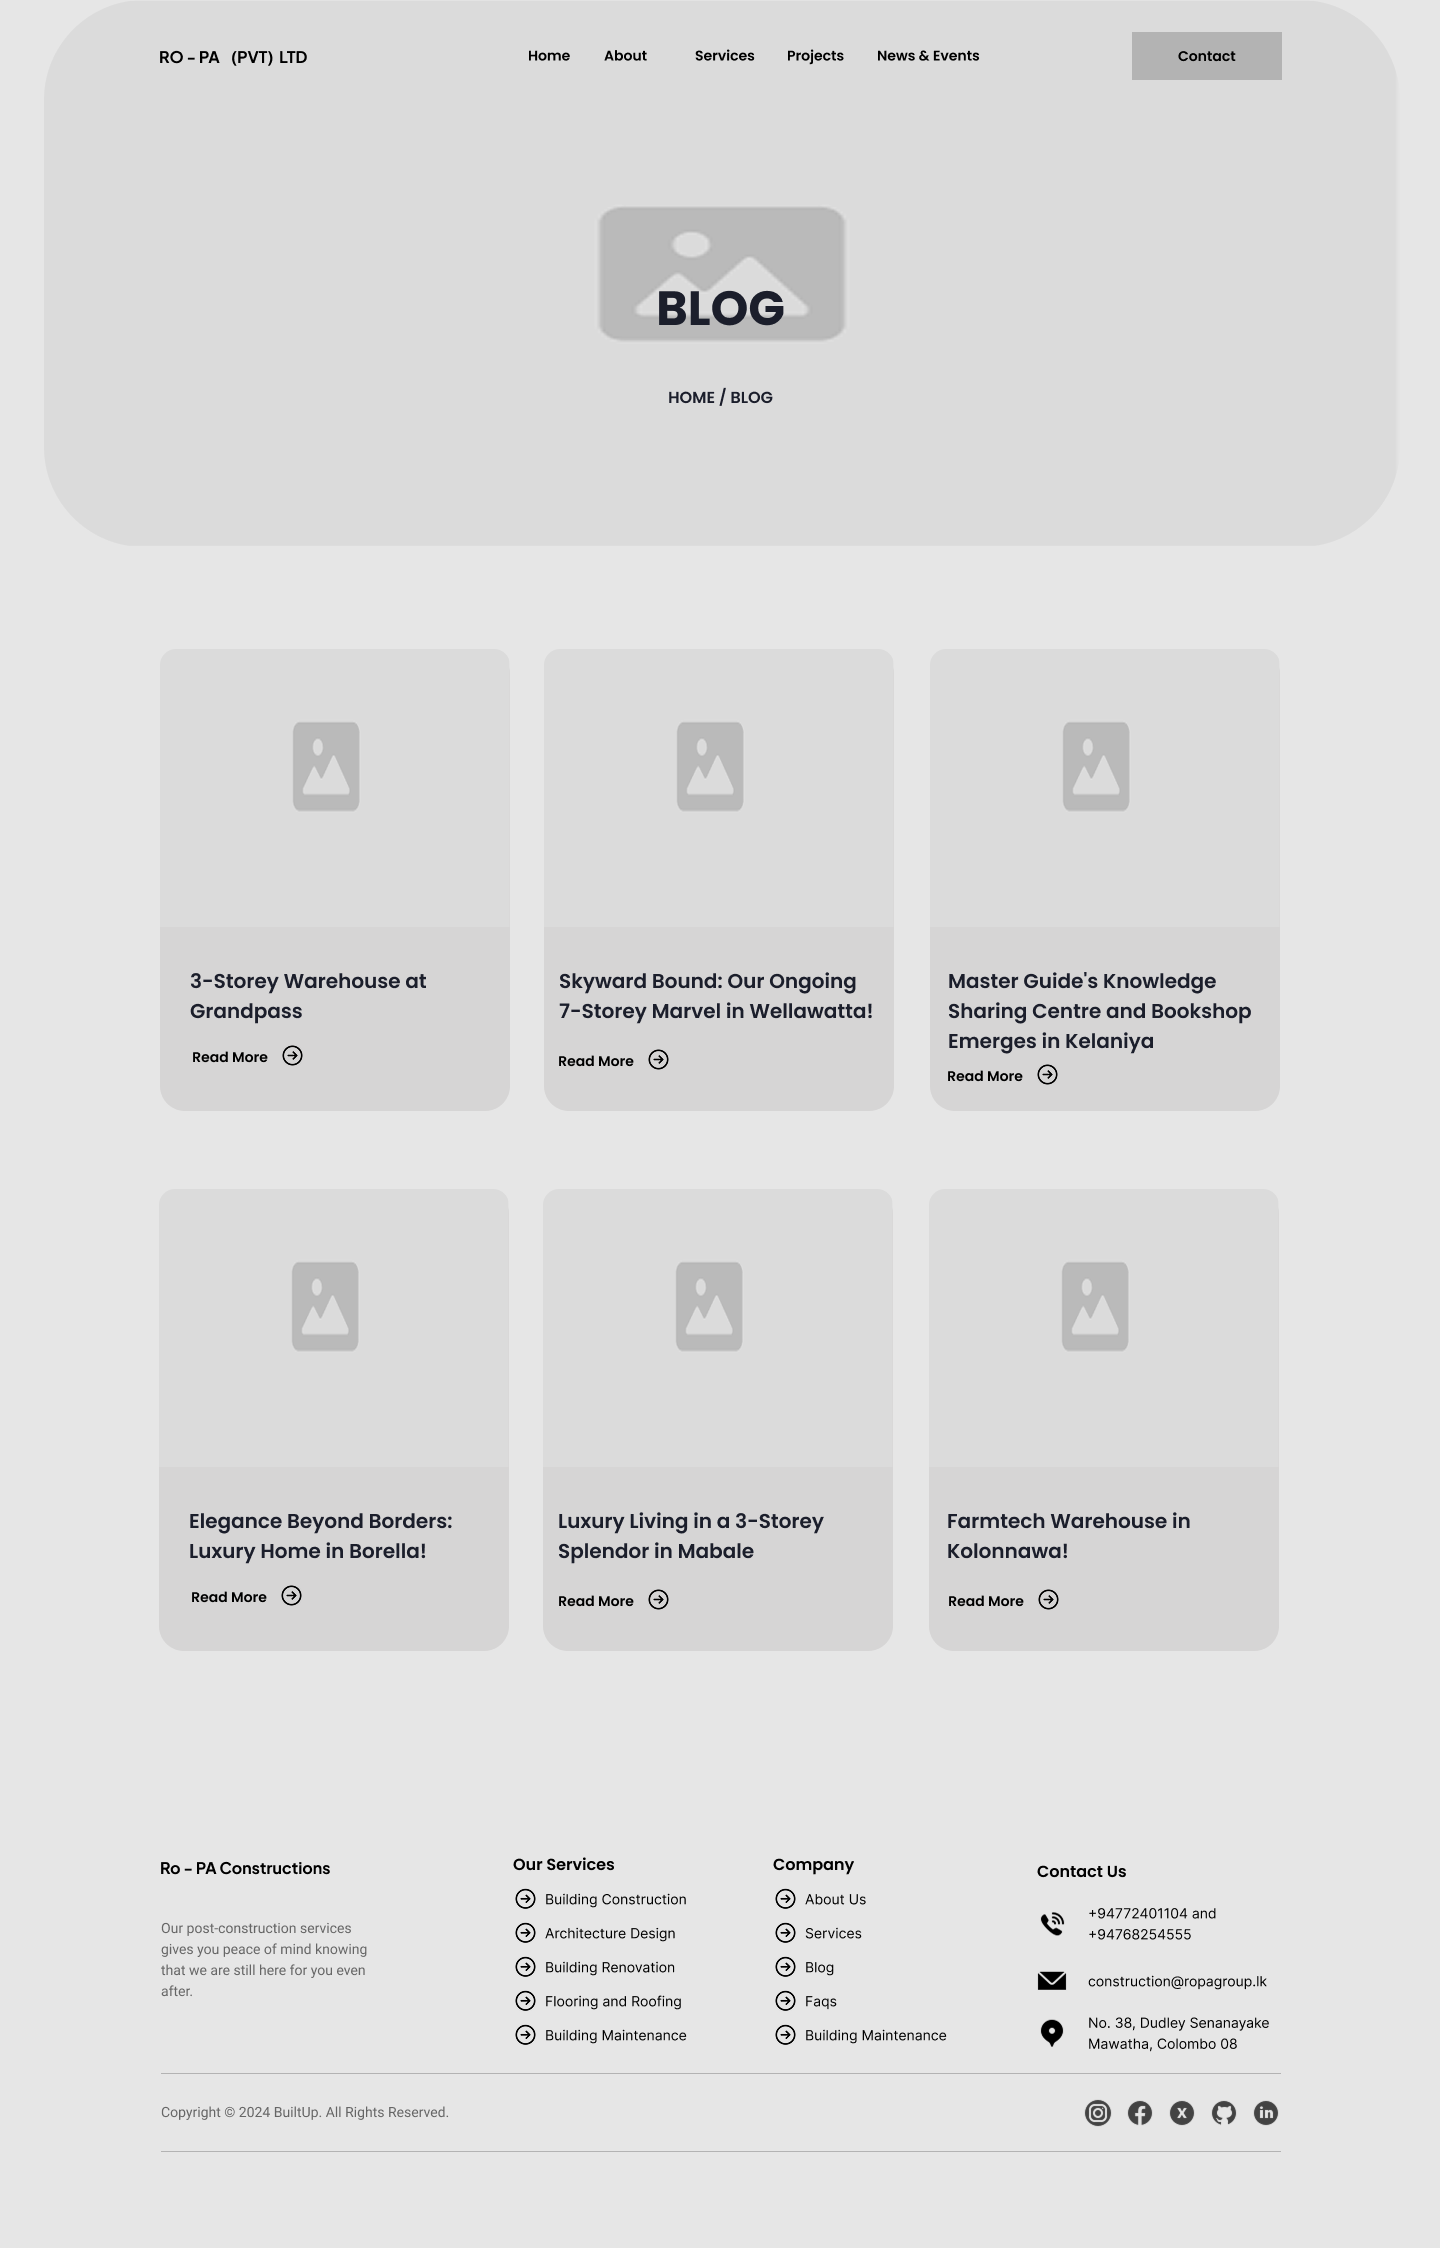 RO - PA (PVT) LTD
Home About Services Projects News & Events
Contact
BLOG
HOME / BLOG
3-Storey Warehouse at
Grandpass
Read More
Skyward Bound: Our Ongoing
7-Storey Marvel in Wellawatta!
Read More
Master Guide's Knowledge
Sharing Centre and Bookshop
Emerges in Kelaniya
Read More
Elegance Beyond Borders:
Luxury Home in Borella!
Read More
Luxury Living in a 3-Storey
Splendor in Mabale
Read More
Farmtech Warehouse in
Kolonnawa!
Read More
Ro - PA Constructions
Our post-construction services
gives you peace of mind knowing
that we are still here for you even
after.
Our Services
Building Construction
Architecture Design
Building Renovation
Flooring and Roofing
Building Maintenance
Company
About Us
Services
Blog
Faqs
Building Maintenance
Contact Us
+94772401104 and
+94768254555
construction@ropagroup.lk
No. 38, Dudley Senanayake
Mawatha, Colombo 08
Copyright © 2024 BuiltUp. All Rights Reserved.